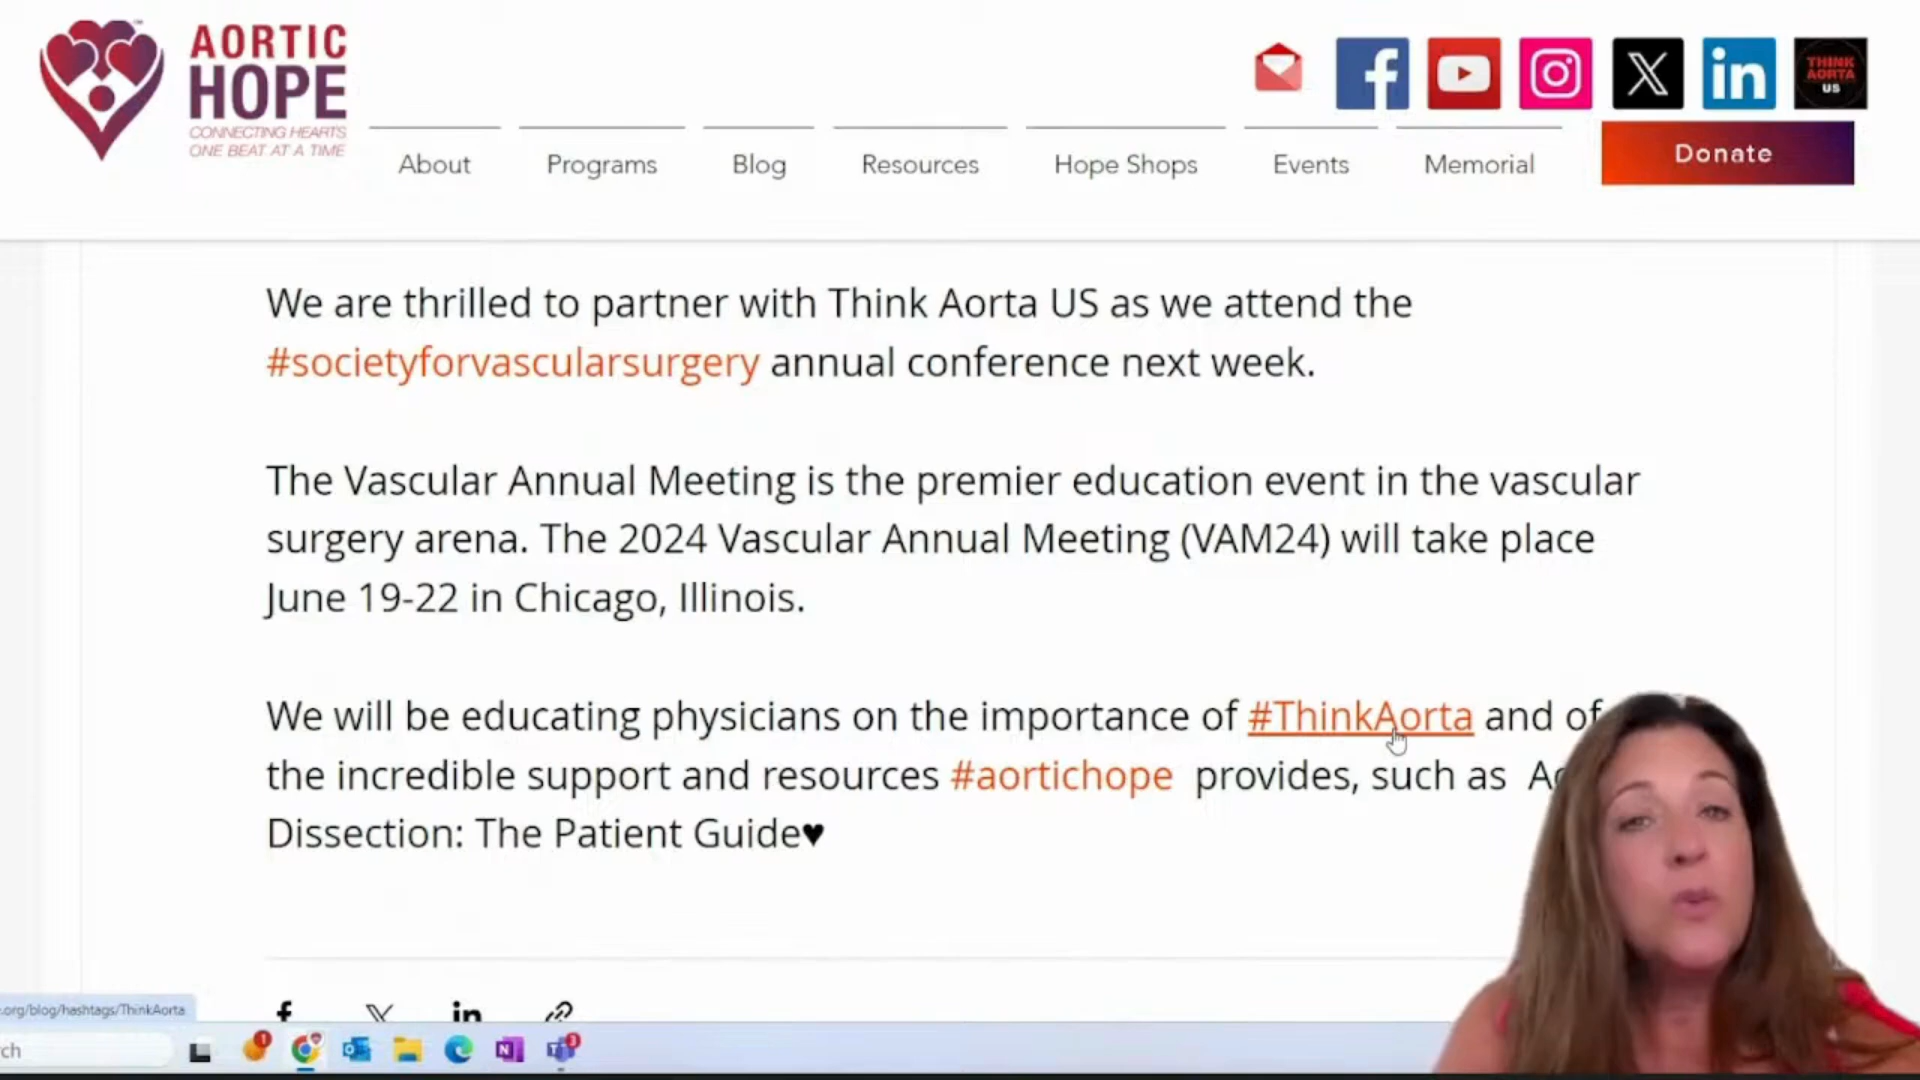 AORTIC
HOPE
CONNECTING HEARTS
ONE BEAT AT A TIME
THINK
AORTA
US
About Programs Blog Resources Hope Shops Events Memorial Donate
We are thrilled to partner with Think Aorta US as we attend the
#societyforvascularsurgery annual conference next week.
The Vascular Annual Meeting is the premier education event in the vascular
surgery arena. The 2024 Vascular Annual Meeting (VAM24) will take place
June 19-22 in Chicago, Illinois.
We will be educating physicians on the importance of #ThinkAorta and of
the incredible support and resources #aortichope provides, such as
Dissection: The Patient Guide♥
.org/blog/hashtags/ThinkAorta